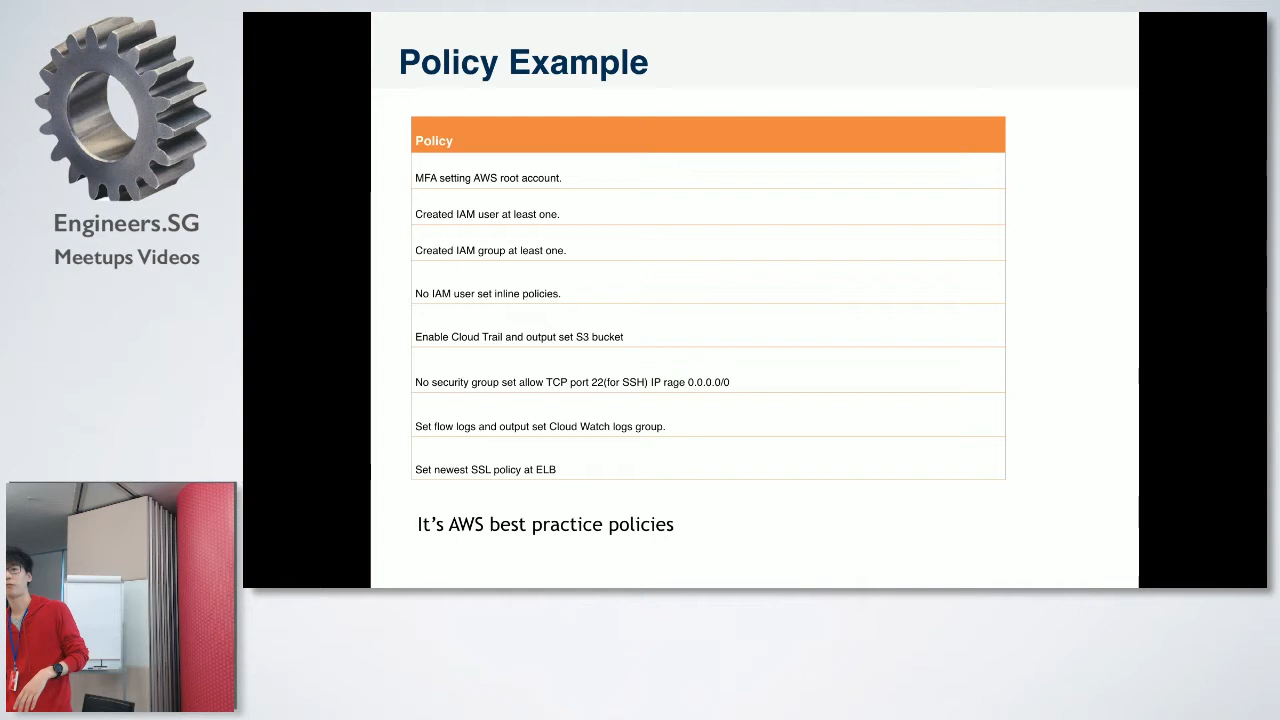 Policy Example
Policy
MFA setting AWS root account.
Created IAM user at least one.
Created IAM group at least one.
No IAM user set inline policies.
Enable Cloud Trail and output set S3 bucket
No security group set allow TCP port 22(for SSH) IP rage 0.0.0.0/0
Set flow logs and output set Cloud Watch logs group.
Set newest SSL policy at ELB
It's AWS best practice policies
Engineers.SG
Meetups Videos